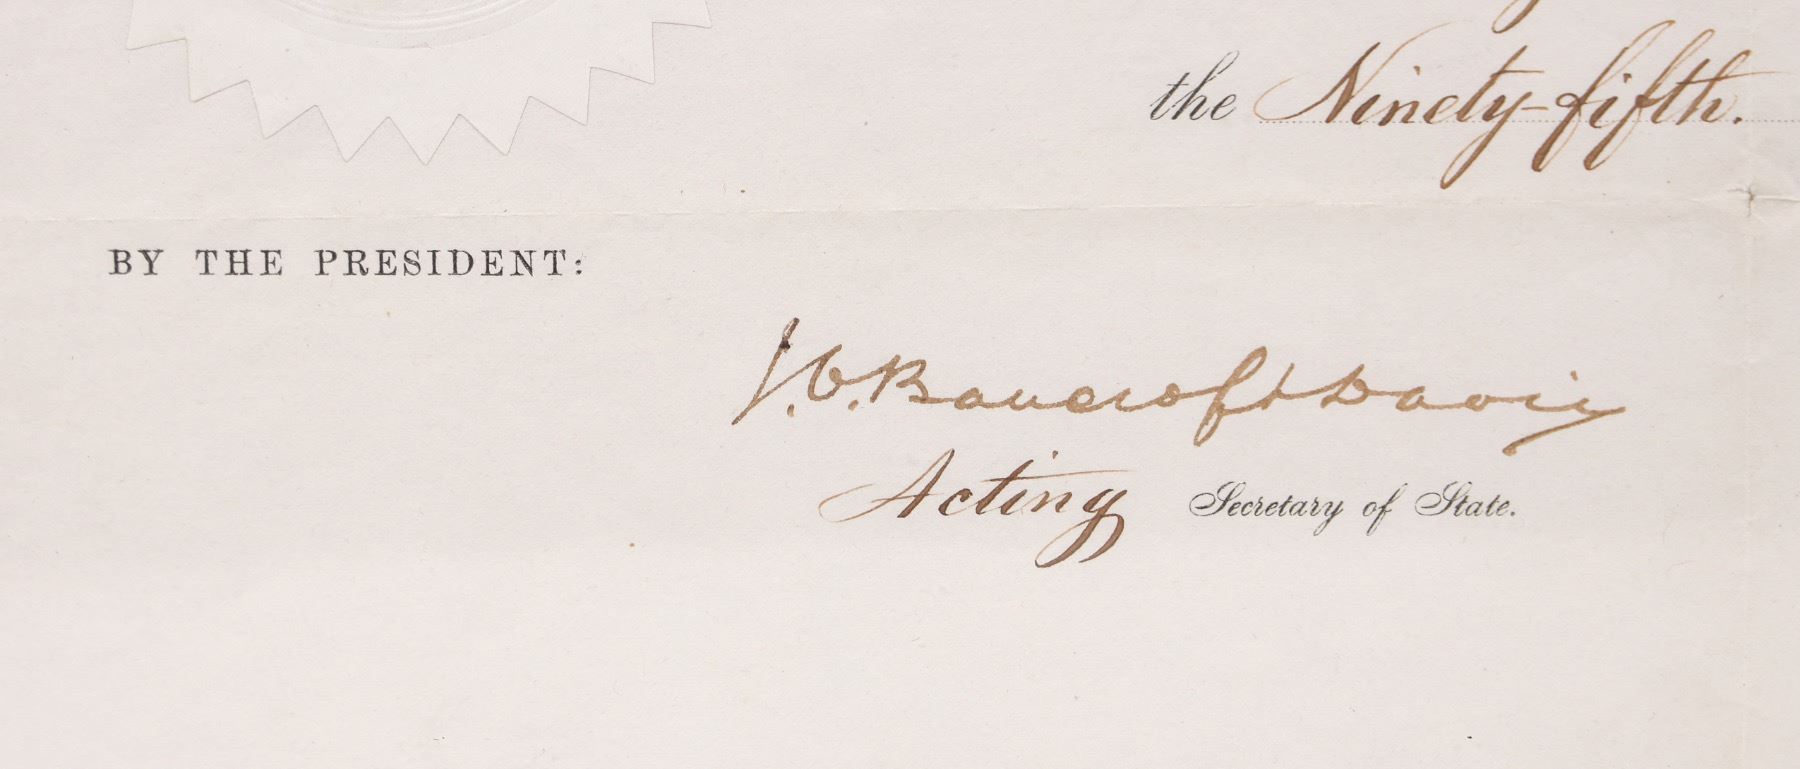 the Ninety-fifth.
BY THE PRESIDENT:
J. C. Bancroft Davis
Acting Secretary of State.